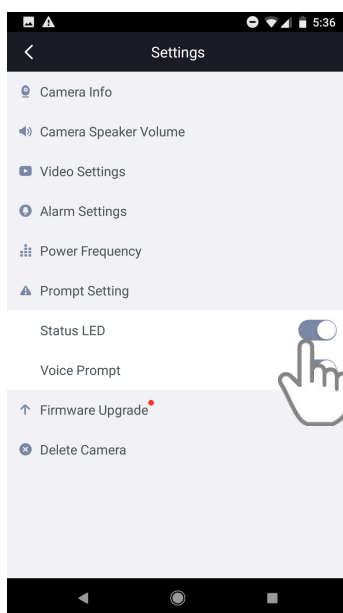 5:36
Settings
Camera Info
Camera Speaker Volume
Video Settings
Alarm Settings
Power Frequency
Prompt Setting
Status LED
Voice Prompt
Firmware Upgrade
Delete Camera